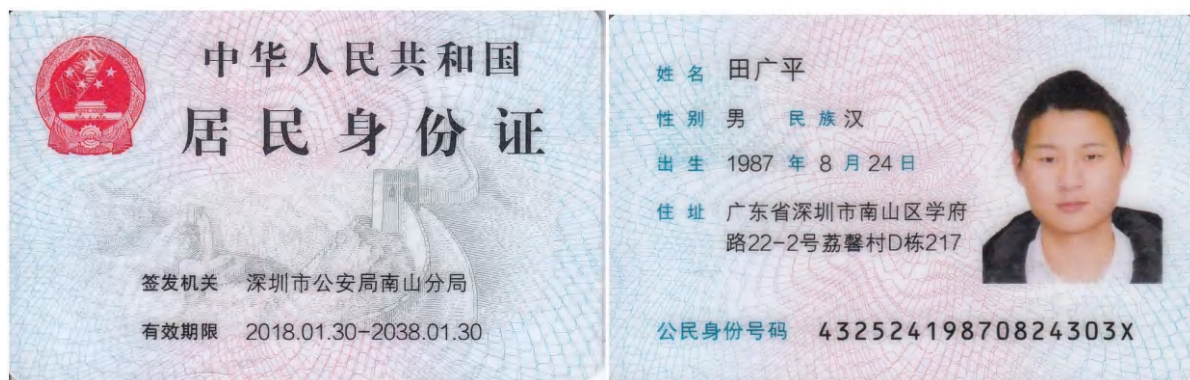 中华人民共和国
居民身份证
签发机关 深圳市公安局南山分局
有效期限 2018.01.30-2038.01.30
姓名 田广平
性别 男 民族 汉
出生 1987 年 8 月 24 日
住址 广东省深圳市南山区学府
路22-2号荔馨村D栋217
公民身份号码 43252419870824303X